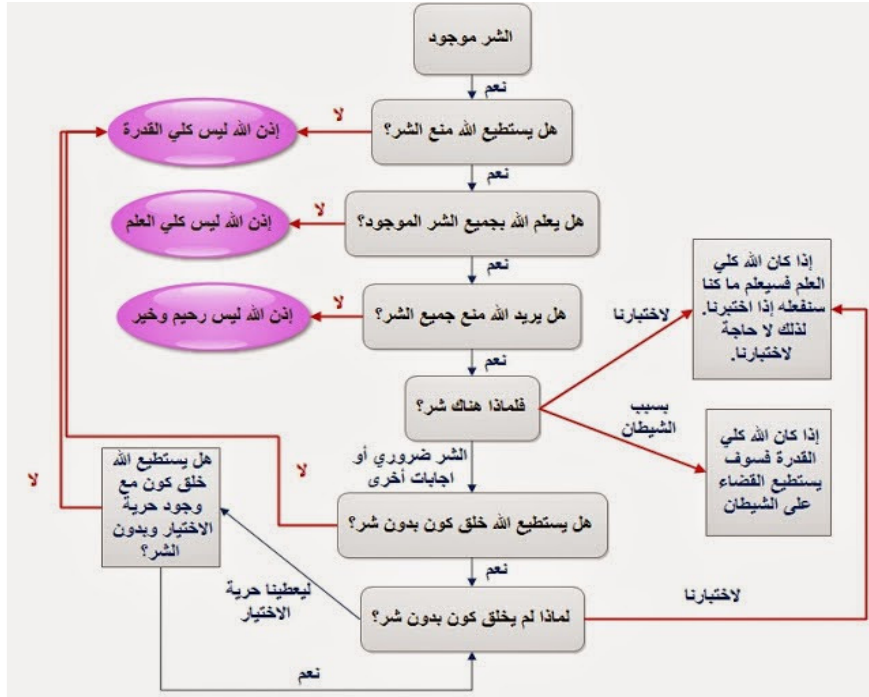 الشر موجود
نعم
هل يستطيع الله منع الشر؟
لا
إذن الله ليس كلي القدرة
نعم
هل يعلم الله بجميع الشر الموجود؟
لا
إذن الله ليس كلي العلم
نعم
هل يريد الله منع جميع الشر؟
لا
إذن الله ليس رحيم وخير
نعم
فلماذا هناك شر؟
لاختبارنا
إذا كان الله كلي
العلم فسيعلم ما كنا
سنفعله إذا اختبرنا.
لذلك لا حاجة
لاختبارنا.
بسبب
الشيطان
إذا كان الله كلي
القدرة فسوف
يستطيع القضاء
على الشيطان
الشر ضروري أو
اجابات أخرى
هل يستطيع الله خلق كون بدون شر؟
لا
نعم
لماذا لم يخلق كون بدون شر؟
لاختبارنا
ليعطينا حرية
الاختيار
هل يستطيع الله
خلق كون مع
وجود حرية
الاختيار وبدون
الشر؟
لا
نعم